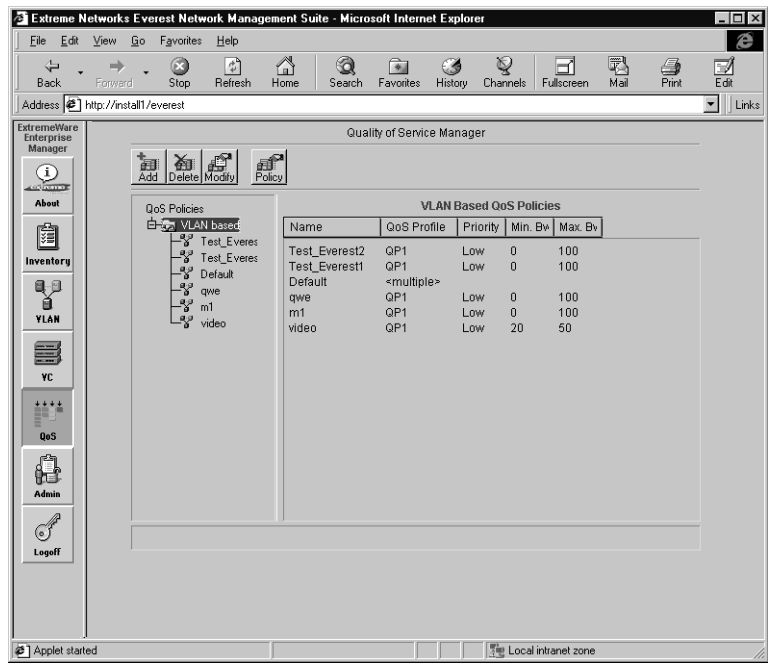 Extreme Networks Everest Network Management Suite - Microsoft Internet Explorer
File Edit View Go Favorites Help
Back Forward Stop Refresh Home Search Favorites History Channels Fullscreen Mail Print Edit
Address http://install1/everest Links
ExtremeWare
Enterprise
Manager
About
Inventory
VLAN
VC
QoS
Admin
Logoff
Quality of Service Manager
Add Delete Modify Policy
QoS Policies
VLAN based
Test_Everes
Test_Everes
Default
qwe
m1
video
VLAN Based QoS Policies
Name QoS Profile Priority Min. Bw Max. Bv
Test_Everest2 QP1 Low 0 100
Test_Everest1 QP1 Low 0 100
Default <multiple>
qwe QP1 Low 0 100
m1 QP1 Low 0 100
video QP1 Low 20 50
Applet started Local intranet zone